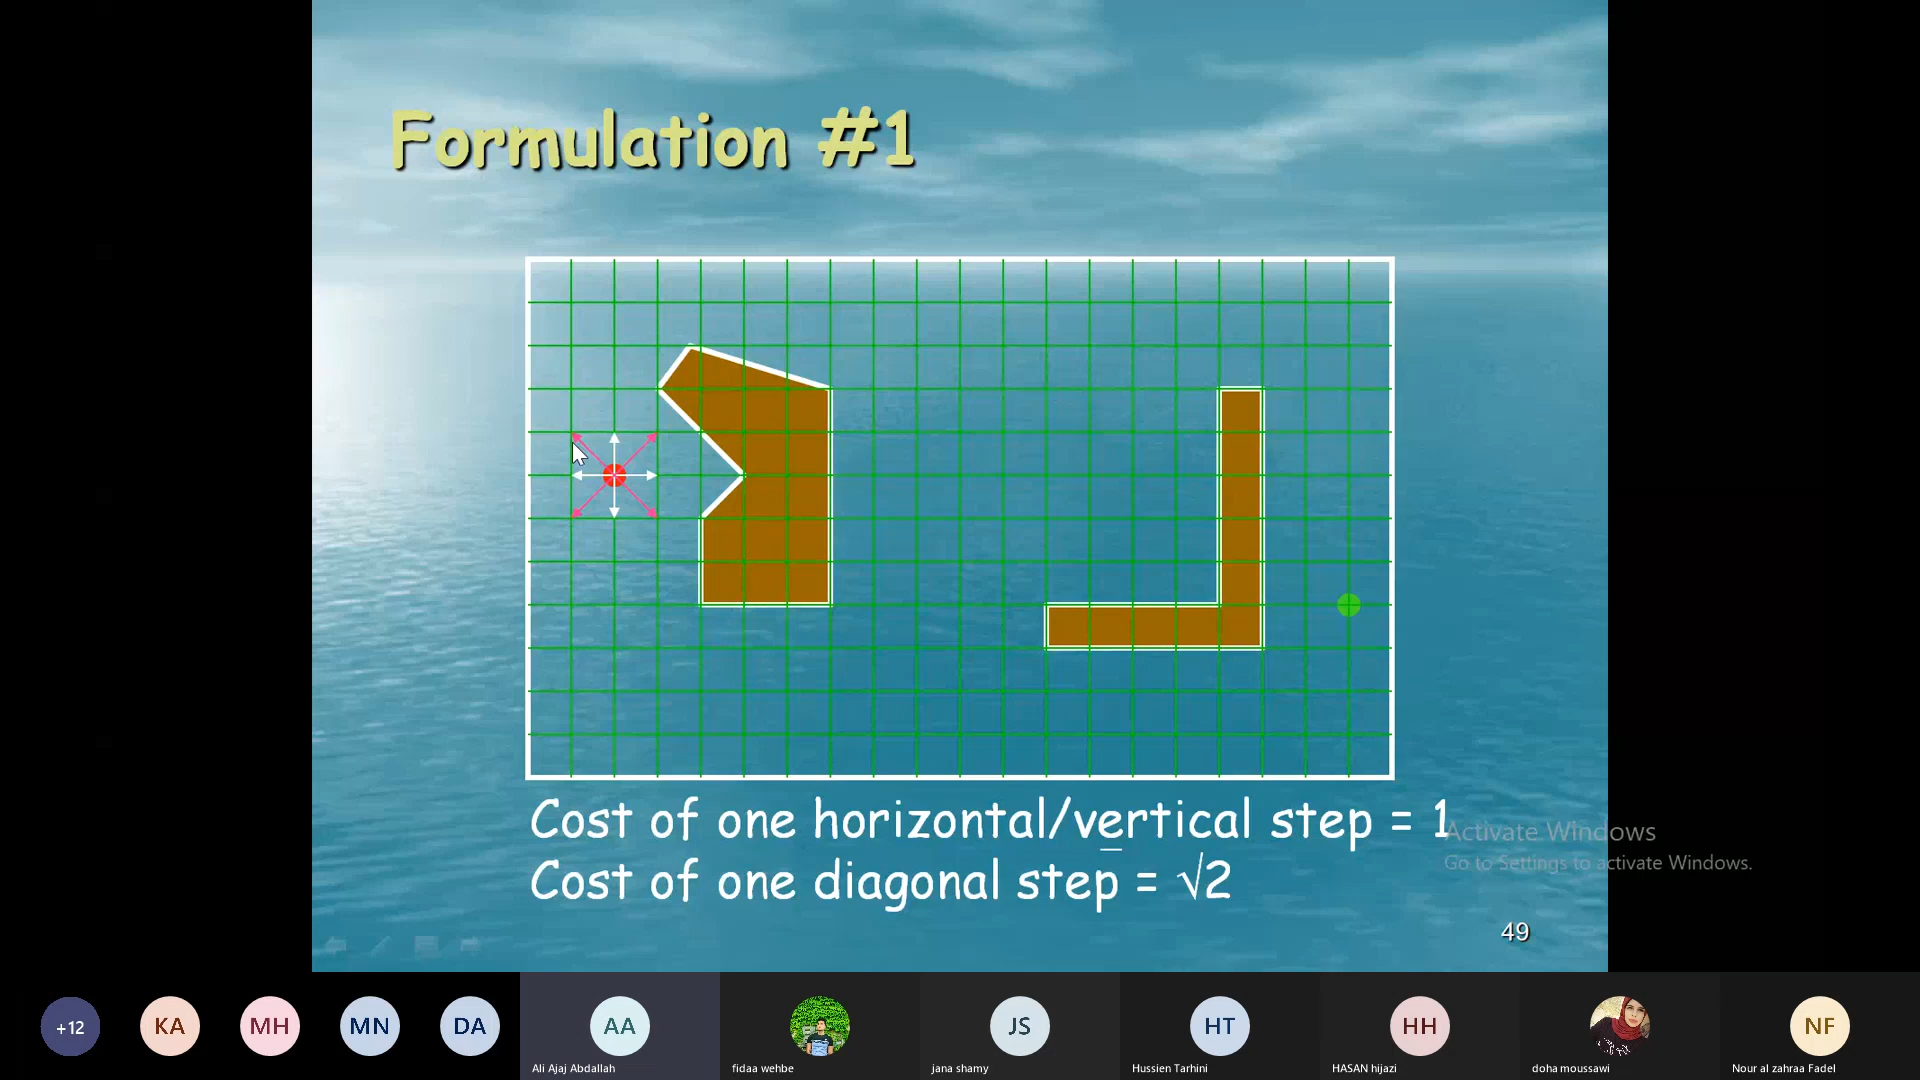 Formulation #1
Cost of one horizontal/vertical step = 1
Cost of one diagonal step = √2
Activate Windows
Go to Settings to activate Windows.
49
+12
KA
MH
MN
DA
AA
Ali Ajaj Abdallah
fidaa wehbe
JS
jana shamy
HT
Hussien Tarhini
HH
HASAN hijazi
doha moussawi
NF
Nour al zahraa Fadel